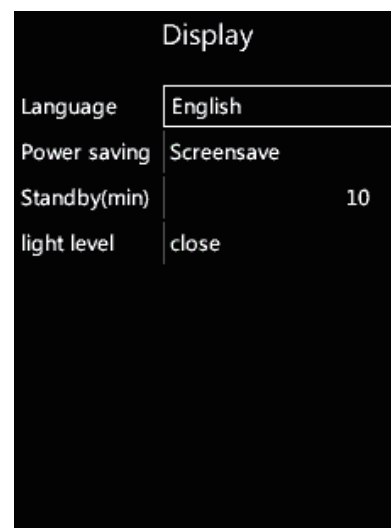 Display
Language English
Power saving Screensave
Standby(min) 10
light level close